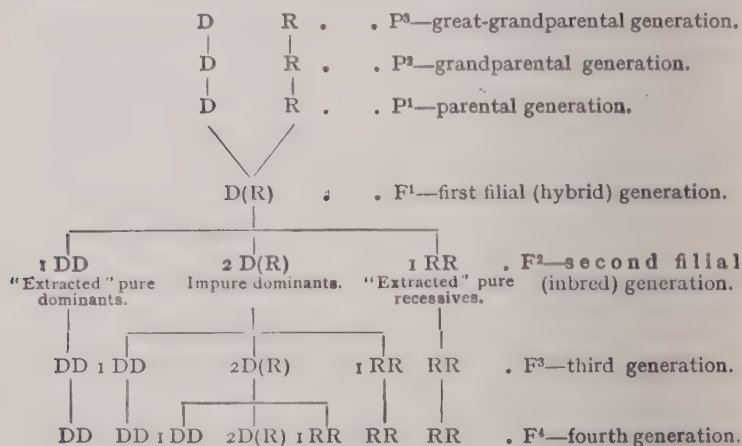 D R . . P³—great-grandparental generation.
D R . . P²—grandparental generation.
D R . . P¹—parental generation.
D(R) . . F¹—first filial (hybrid) generation.
1 DD 2 D(R) 1 RR . F²—second filial
"Extracted" pure Impure dominants. "Extracted" pure (inbred) generation.
dominants. recessives.
DD 1 DD 2D(R) 1 RR RR . F³—third generation.
DD DD 1 DD 2D(R) 1 RR RR RR . F⁴—fourth generation.